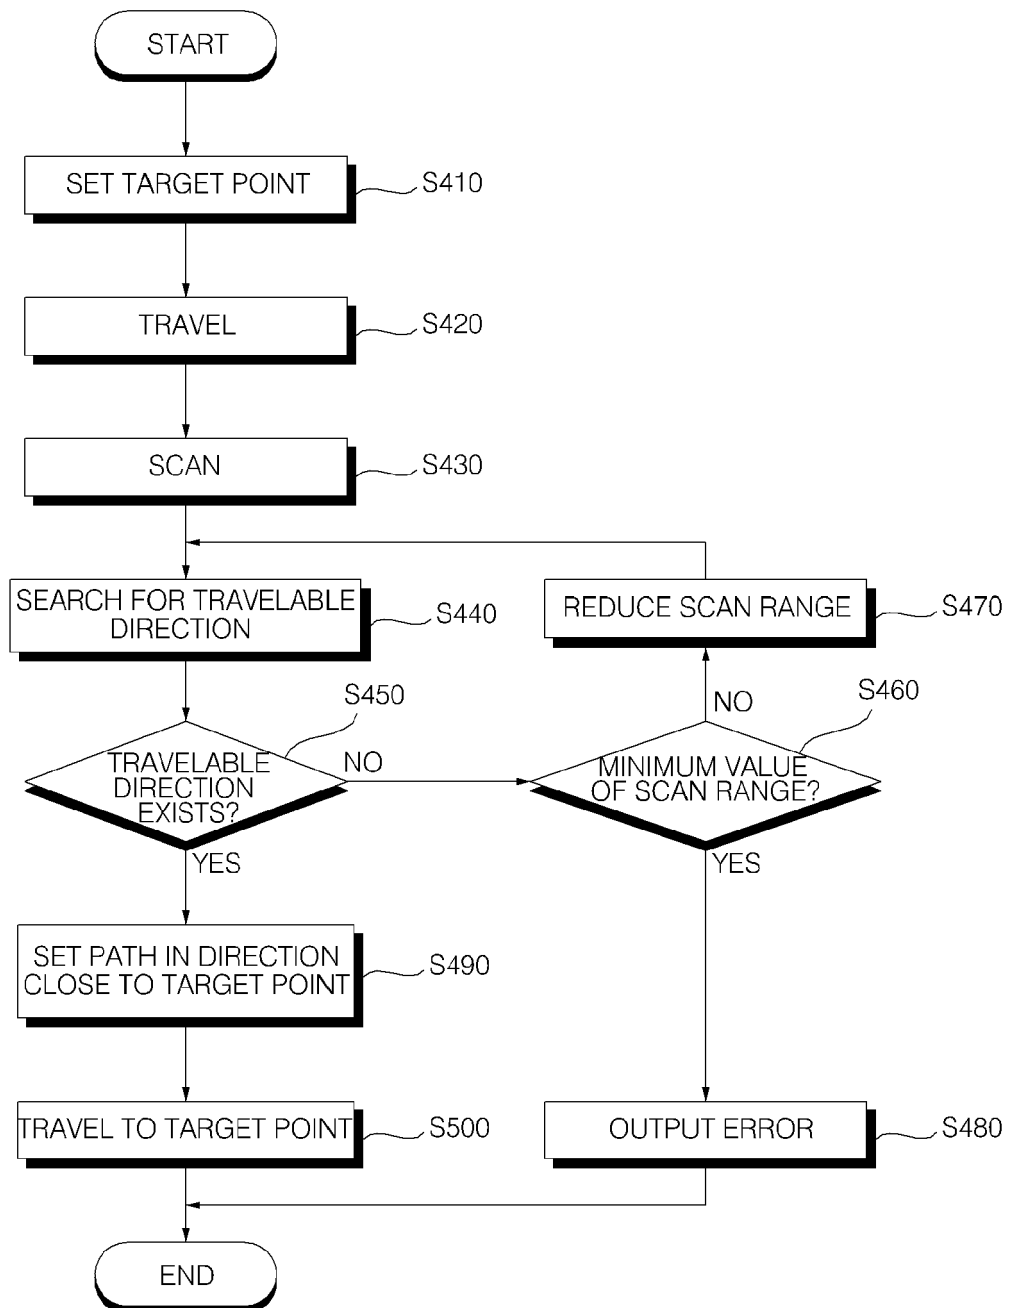 START
SET TARGET POINT
S410
TRAVEL
S420
SCAN
S430
SEARCH FOR TRAVELABLE
DIRECTION
S440
REDUCE SCAN RANGE
S470
S450
TRAVELABLE
DIRECTION
EXISTS?
NO
YES
S460
MINIMUM VALUE
OF SCAN RANGE?
NO
YES
SET PATH IN DIRECTION
CLOSE TO TARGET POINT
S490
TRAVEL TO TARGET POINT
S500
OUTPUT ERROR
S480
END